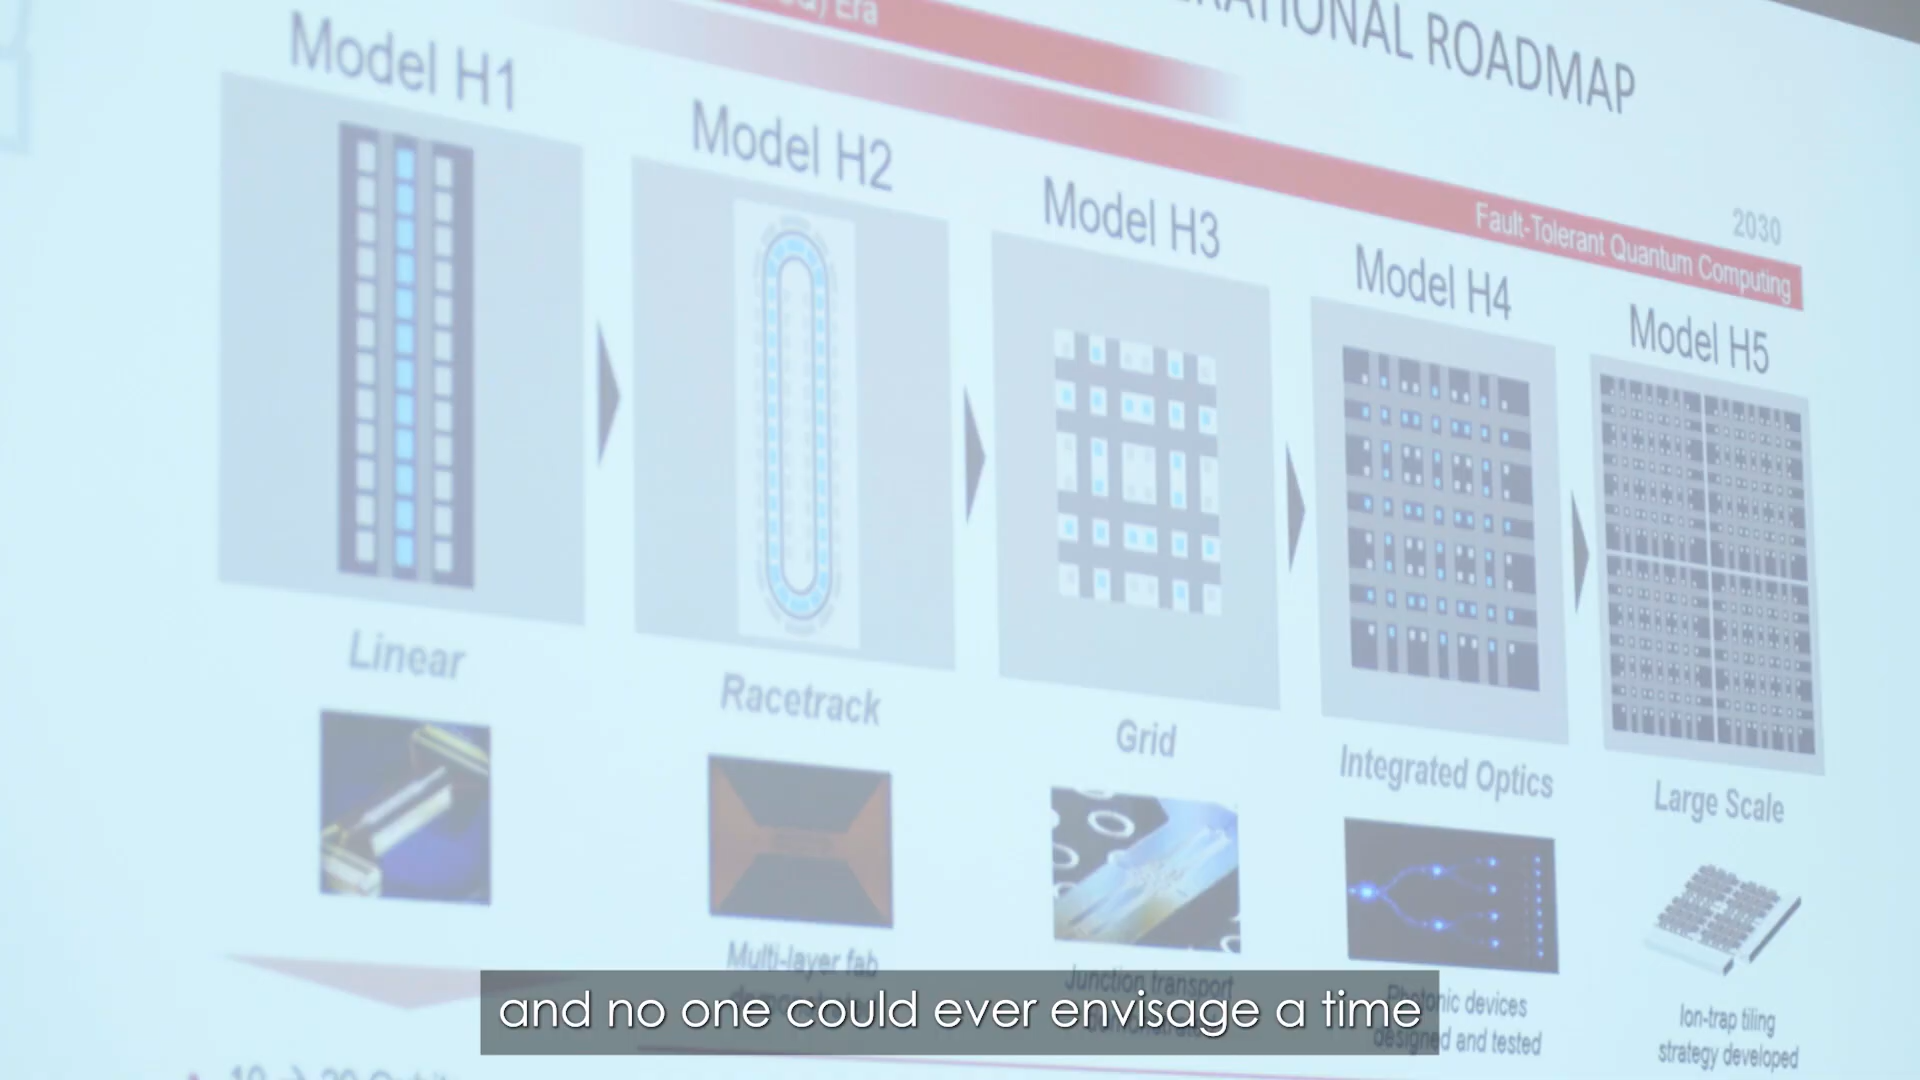 Era
ROADMAP
2030
Fault-Tolerant Quantum Computing
Model H1
Model H2
Model H3
Model H4
Model H5
Linear
Racetrack
Grid
Integrated Optics
Large Scale
Multi-layer fab
Junction transport
devices
designed and tested
Ion-trap tiling
strategy developed
and no one could ever envisage a time